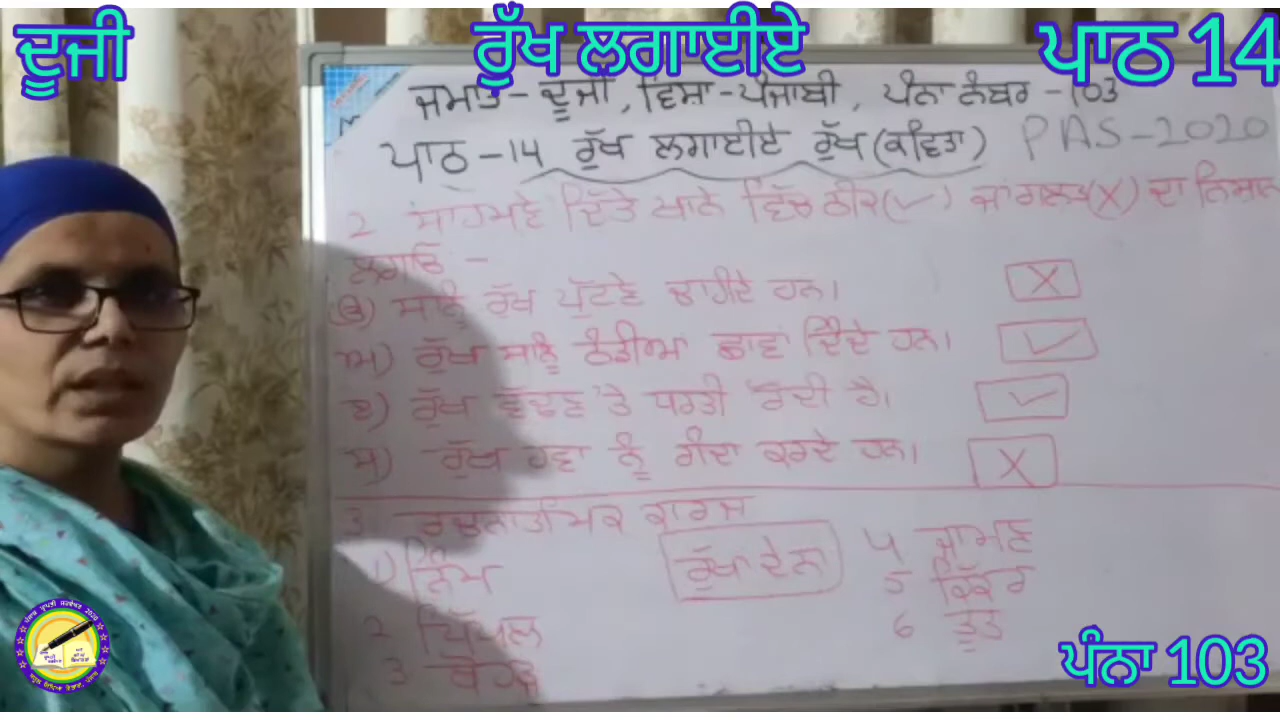 ਦੂਜੀ
ਰੁੱਖ ਲਗਾਈਏ
ਪਾਠ 14
ਜਮਾਤ - ਦੂਜੀ, ਵਿਸ਼ਾ - ਪੰਜਾਬੀ, ਪੰਨਾ ਨੰਬਰ - 103
ਪਾਠ - 14 ਰੁੱਖ ਲਗਾਈਏ ਰੁੱਖ (ਕਵਿਤਾ) PAS-2020
2 ਸਾਹਮਣੇ ਦਿੱਤੇ ਖਾਨੇ ਵਿੱਚ ਠੀਕ (✓) ਜਾਂ ਗਲਤ (X) ਦਾ ਨਿਸ਼ਾਨ
ਲਗਾਓ -
(ੳ) ਸਾਨੂੰ ਰੁੱਖ ਪੁੱਟਣੇ ਚਾਹੀਦੇ ਹਨ। X
ਅ) ਰੁੱਖ ਸਾਨੂੰ ਠੰਡੀਆਂ ਛਾਵਾਂ ਦਿੰਦੇ ਹਨ। ✓
ੲ) ਰੁੱਖ ਵੱਢਣ 'ਤੇ ਧਰਤੀ ਰੋਂਦੀ ਹੈ। ✓
ਸ) ਰੁੱਖ ਹਵਾ ਨੂੰ ਗੰਦਾ ਕਰਦੇ ਹਨ। X
3 ਰਚਨਾਤਮਿਕ ਕਾਰਜ
ਰੁੱਖਾਂ ਦੇ ਨਾਂ
1) ਨਿੰਮ
2 ਪਿੱਪਲ
3 ਬੋਹੜ
4 ਜਾਮਣ
5 ਕਿੱਕਰ
6 ਤੂਤ
ਪੰਨਾ 103